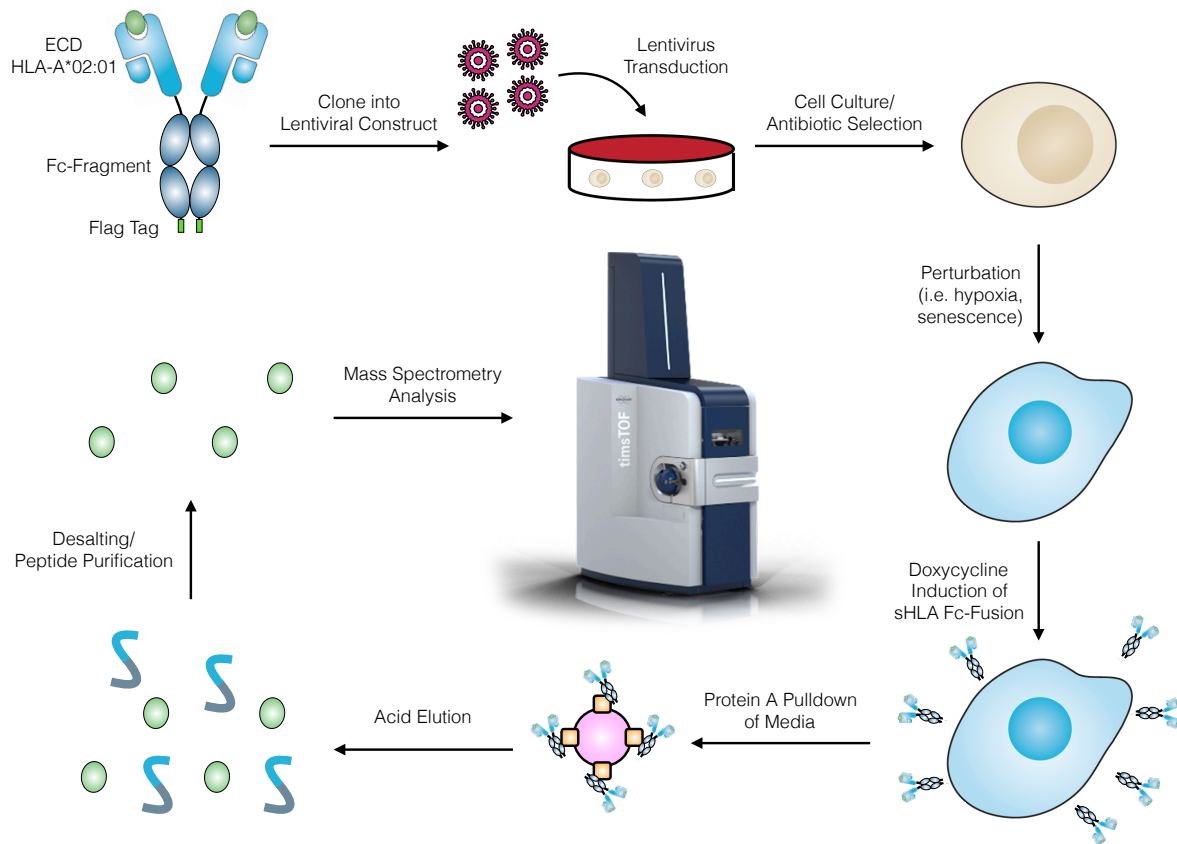 ECD
HLA-A*02:01
Fc-Fragment
Flag Tag
Clone into
Lentiviral Construct
Lentivirus
Transduction
Cell Culture/
Antibiotic Selection
Perturbation
(i.e. hypoxia,
senescence)
Doxycycline
Induction of
sHLA Fc-Fusion
Protein A Pulldown
of Media
Acid Elution
Desalting/
Peptide Purification
Mass Spectrometry
Analysis
timsTOF